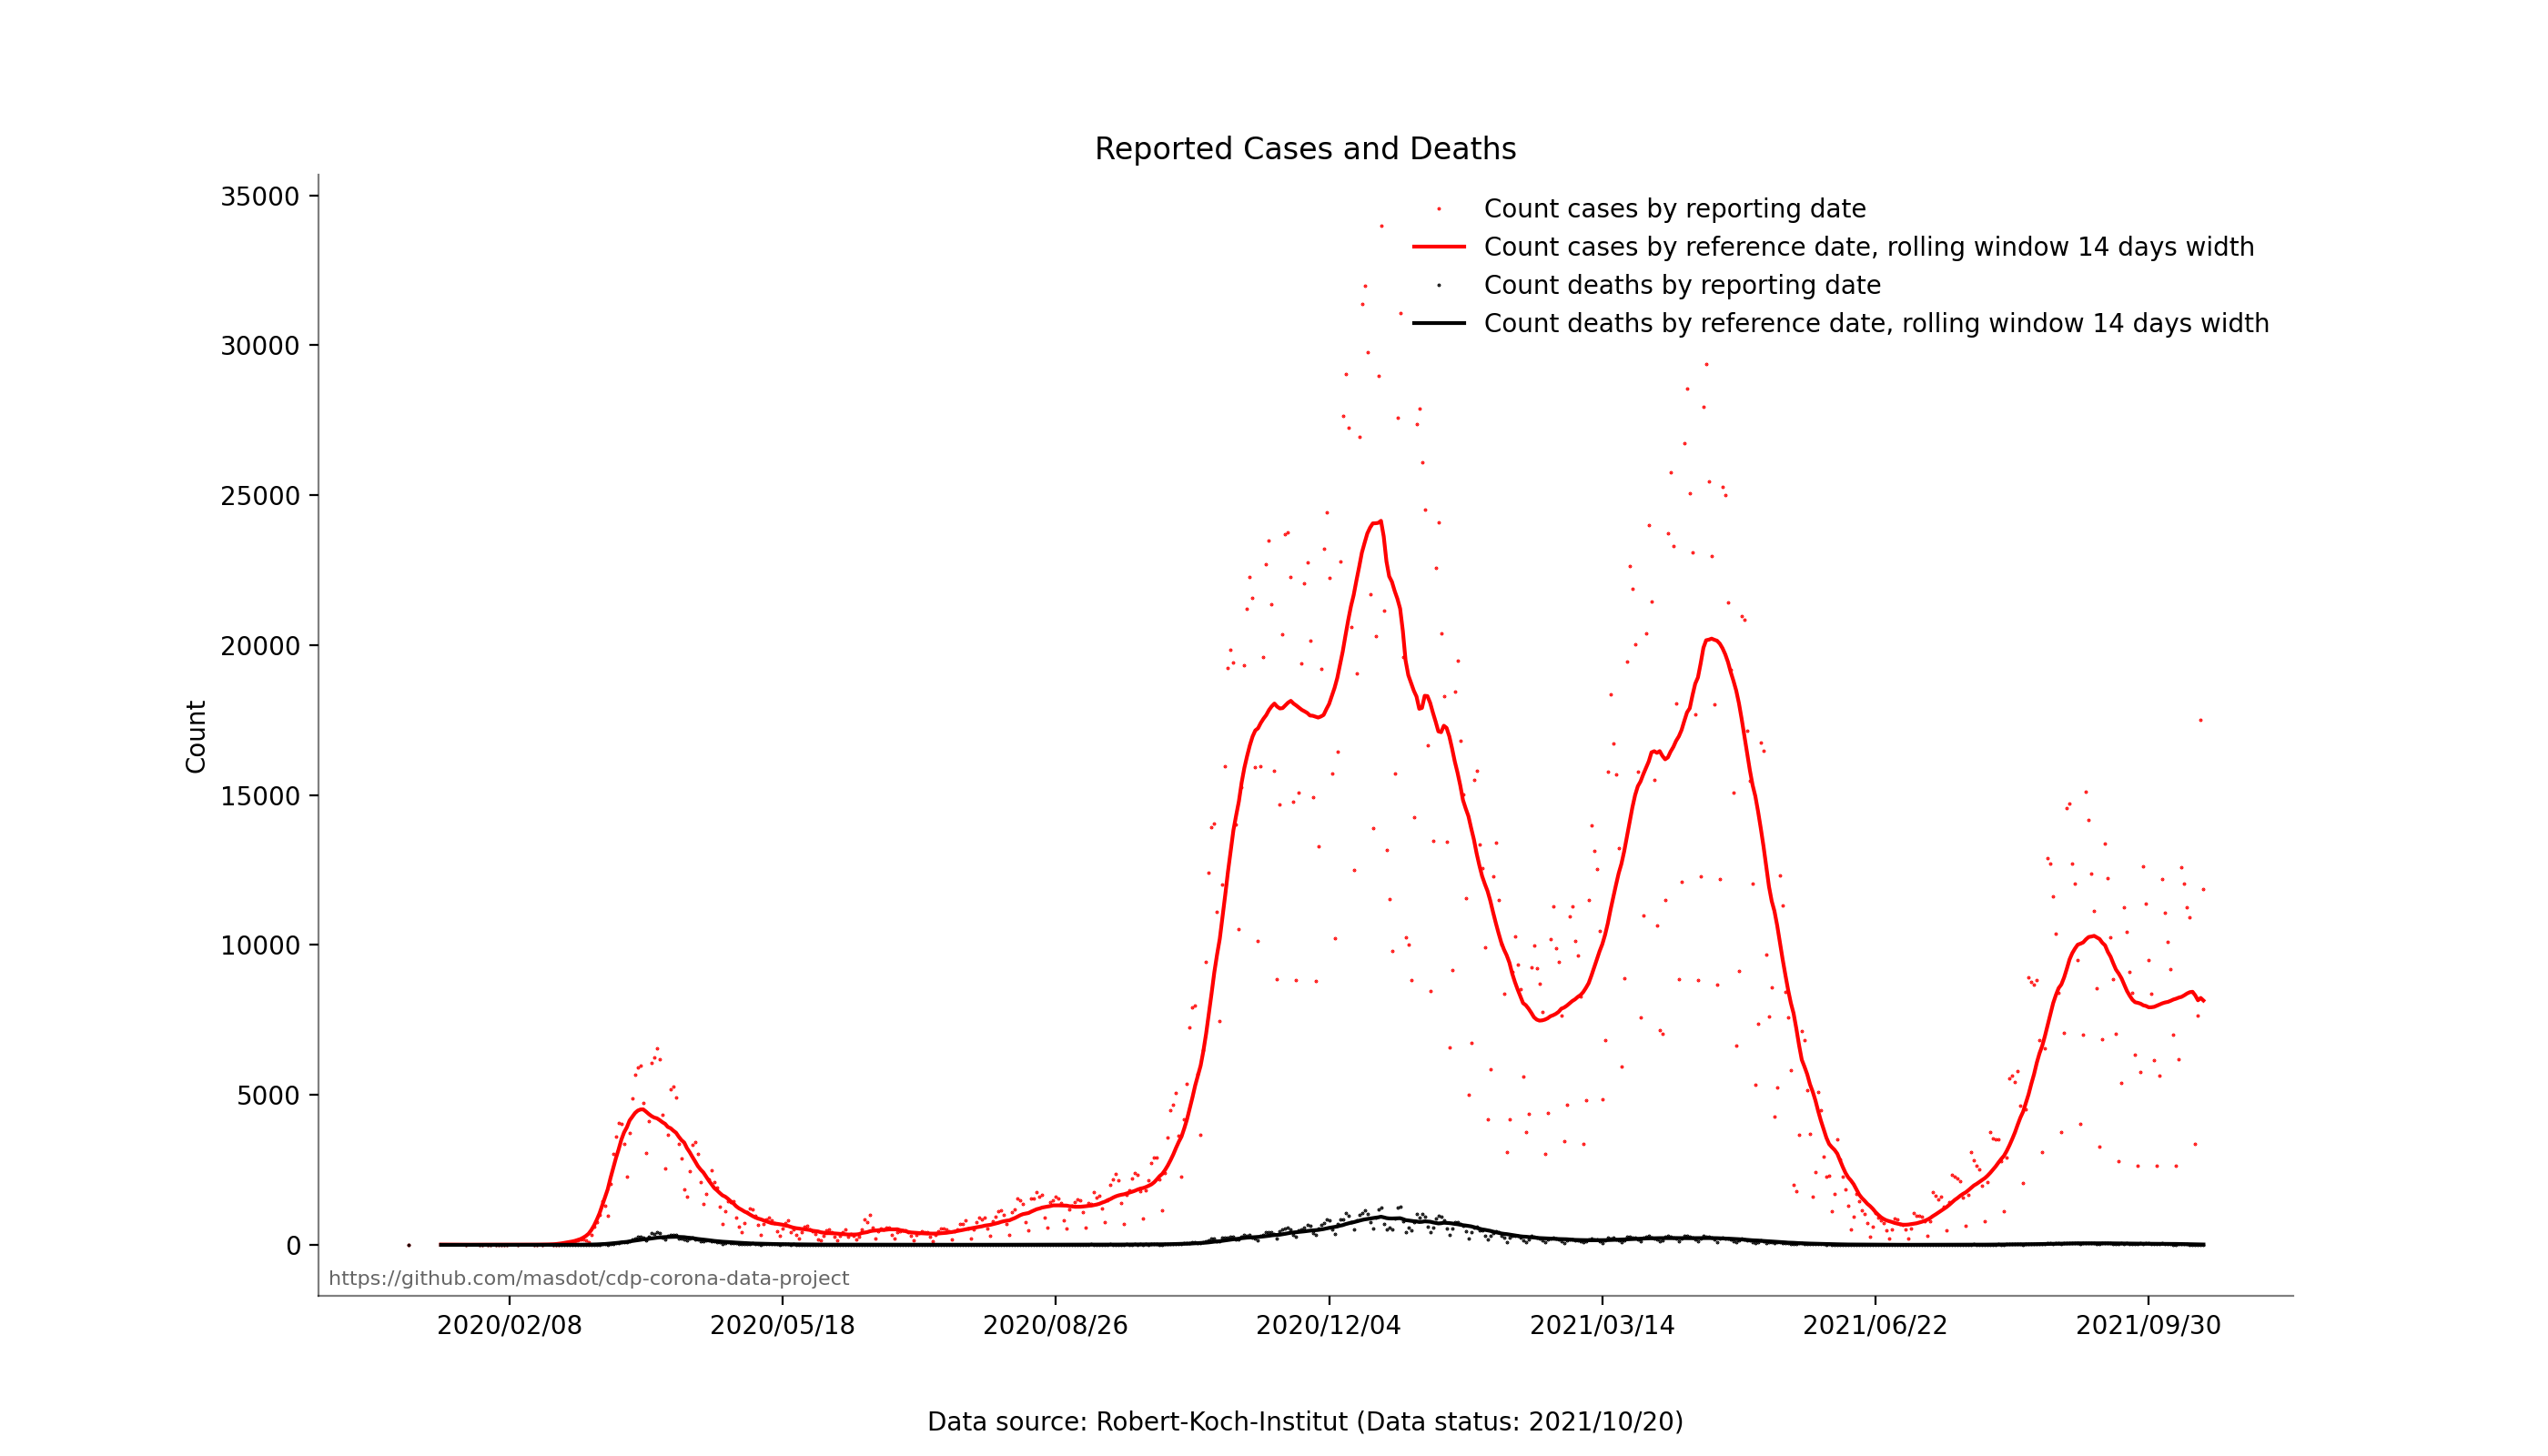 Reported Cases and Deaths
Count cases by reporting date
Count cases by reference date, rolling window 14 days width
Count deaths by reporting date
Count deaths by reference date, rolling window 14 days width
35000
30000
25000
20000
15000
10000
5000
0
Count
https://github.com/masdot/cdp-corona-data-project
2020/02/08 2020/05/18 2020/08/26 2020/12/04 2021/03/14 2021/06/22 2021/09/30
Data source: Robert-Koch-Institut (Data status: 2021/10/20)